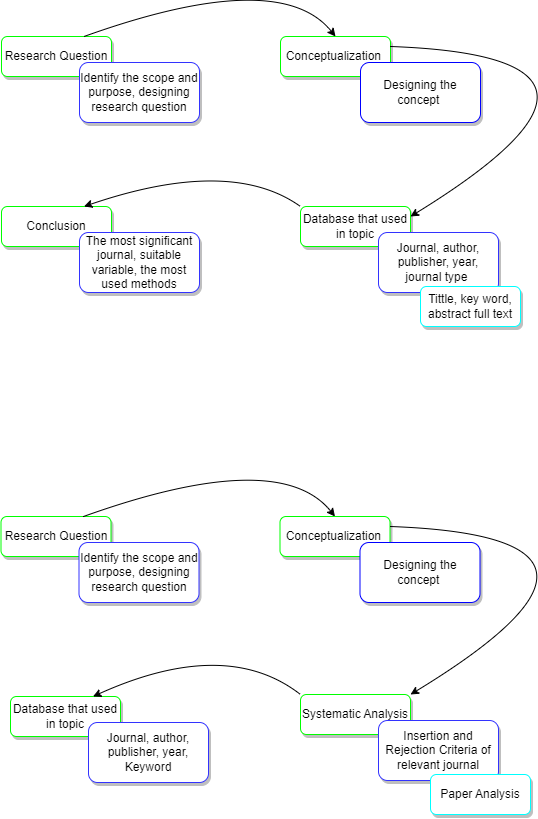 Research Question
Identify the scope and
purpose, designing
research question
Conceptualization
Designing the
concept
Database that used
in topic
Journal, author,
publisher, year,
journal type
Tittle, key word,
abstract full text
Conclusion
The most significant
journal, suitable
variable, the most
used methods
Research Question
Identify the scope and
purpose, designing
research question
Conceptualization
Designing the
concept
Systematic Analysis
Insertion and
Rejection Criteria of
relevant journal
Paper Analysis
Database that used
in topic
Journal, author,
publisher, year,
Keyword